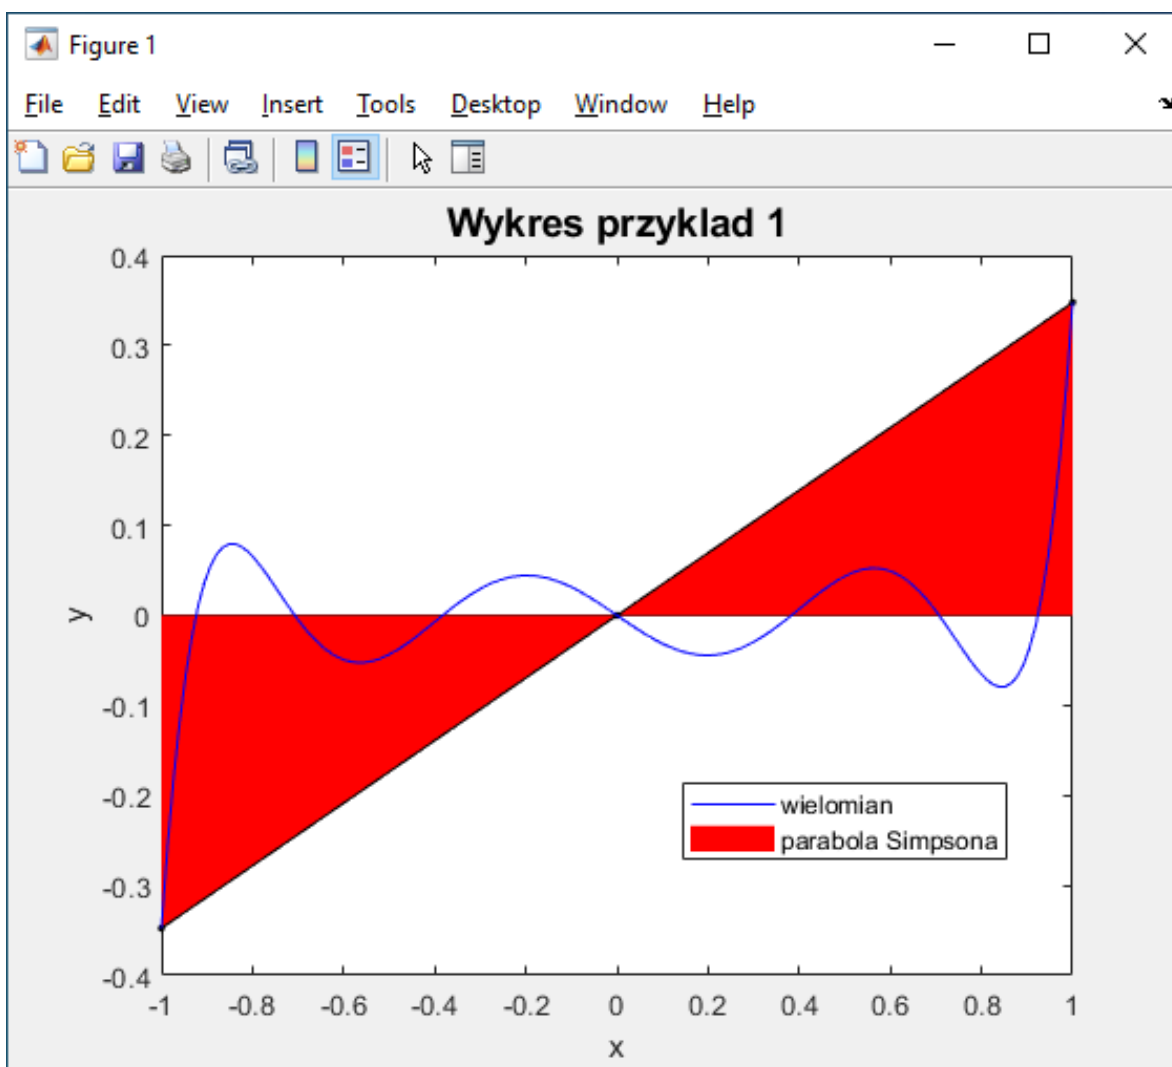 Figure 1
File Edit View Insert Tools Desktop Window Help
Wykres przyklad 1
0.4
0.3
0.2
0.1
0
-0.1
-0.2
-0.3
-0.4
y
wielomian
parabola Simpsona
-1 -0.8 -0.6 -0.4 -0.2 0 0.2 0.4 0.6 0.8 1
x